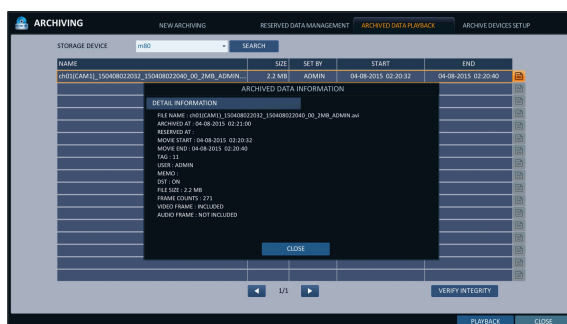 ARCHIVING
NEW ARCHIVING RESERVED DATA MANAGEMENT ARCHIVED DATA PLAYBACK ARCHIVE DEVICES SETUP
STORAGE DEVICE m80 SEARCH
NAME SIZE SET BY START END
ch01(CAM1)_150408022032_150408022040_00_2MB_ADMIN.... 2.2 MB ADMIN 04-08-2015 02:20:32 04-08-2015 02:20:40
ARCHIVED DATA INFORMATION
DETAIL INFORMATION
FILE NAME : ch01(CAM1)_150408022032_150408022040_00_2MB_ADMIN.avi
ARCHIVED AT : 04-08-2015 02:21:00
RESERVED AT :
MOVIE START : 04-08-2015 02:20:32
MOVIE END : 04-08-2015 02:20:40
TAG : 11
USER : ADMIN
MEMO :
DST : ON
FILE SIZE : 2.2 MB
FRAME COUNTS : 271
VIDEO FRAME : INCLUDED
AUDIO FRAME : NOT INCLUDED
CLOSE
1/1 VERIFY INTEGRITY
PLAYBACK CLOSE